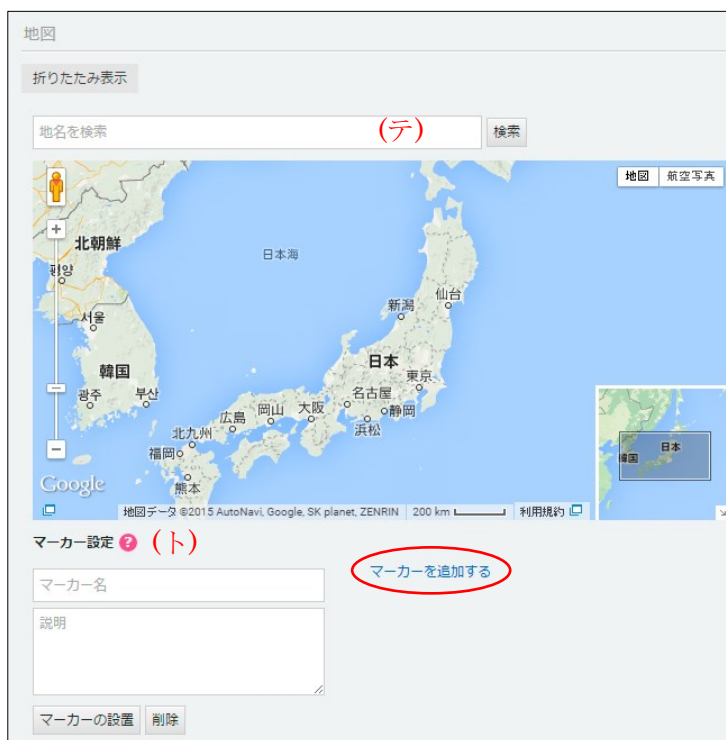 地図
折りたたみ表示
地名を検索 (テ) 検索
地図 航空写真
北朝鮮
평양
日本海
仙台
新潟
서울
日本
韓国
東京
名古屋
광주 부산
岡山 大阪 静岡
広島
浜松
北九州
福岡
日本
韓国
Google
熊本
地図データ ©2015 AutoNavi, Google, SK planet, ZENRIN 200 km 利用規約
マーカー設定 ? (ト)
マーカーを追加する
マーカー名
説明
マーカーの設置 削除